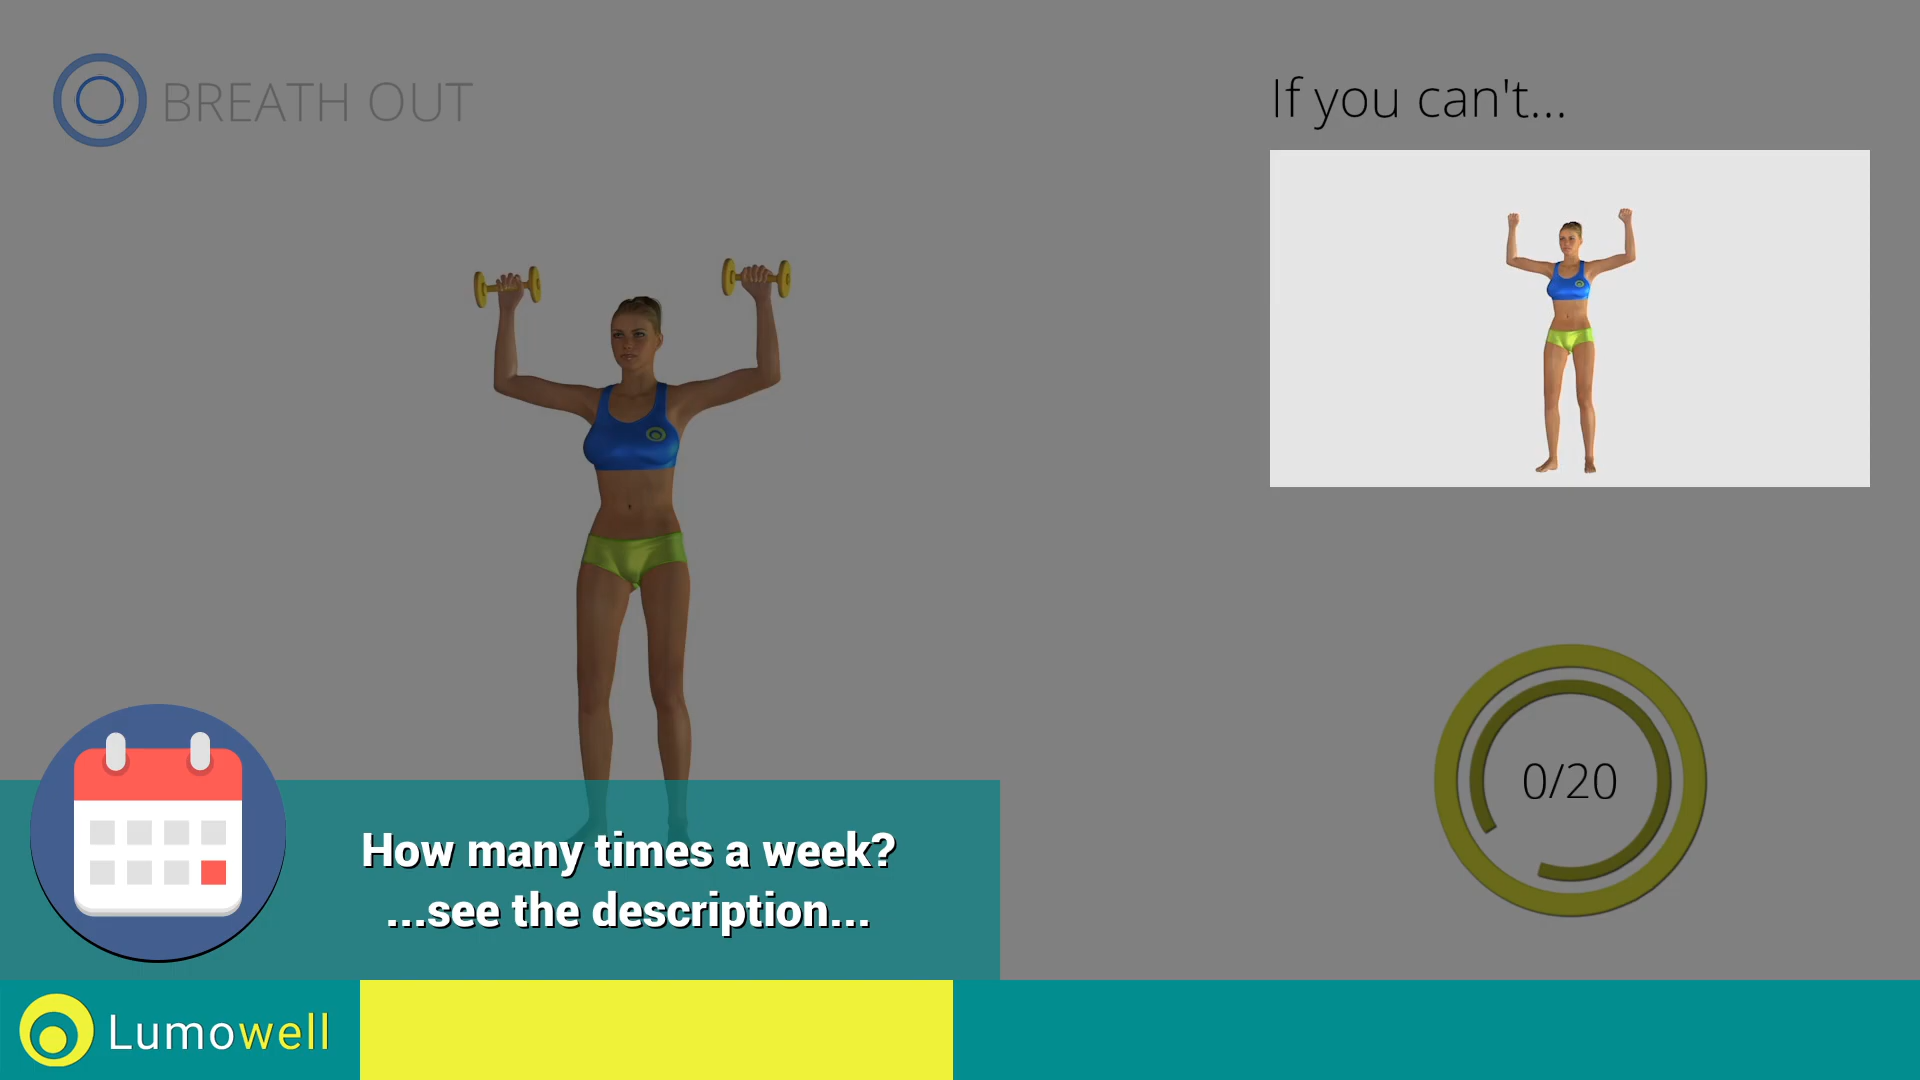 BREATH OUT
If you can't...
0/20
How many times a week?
...see the description...
Lumowell